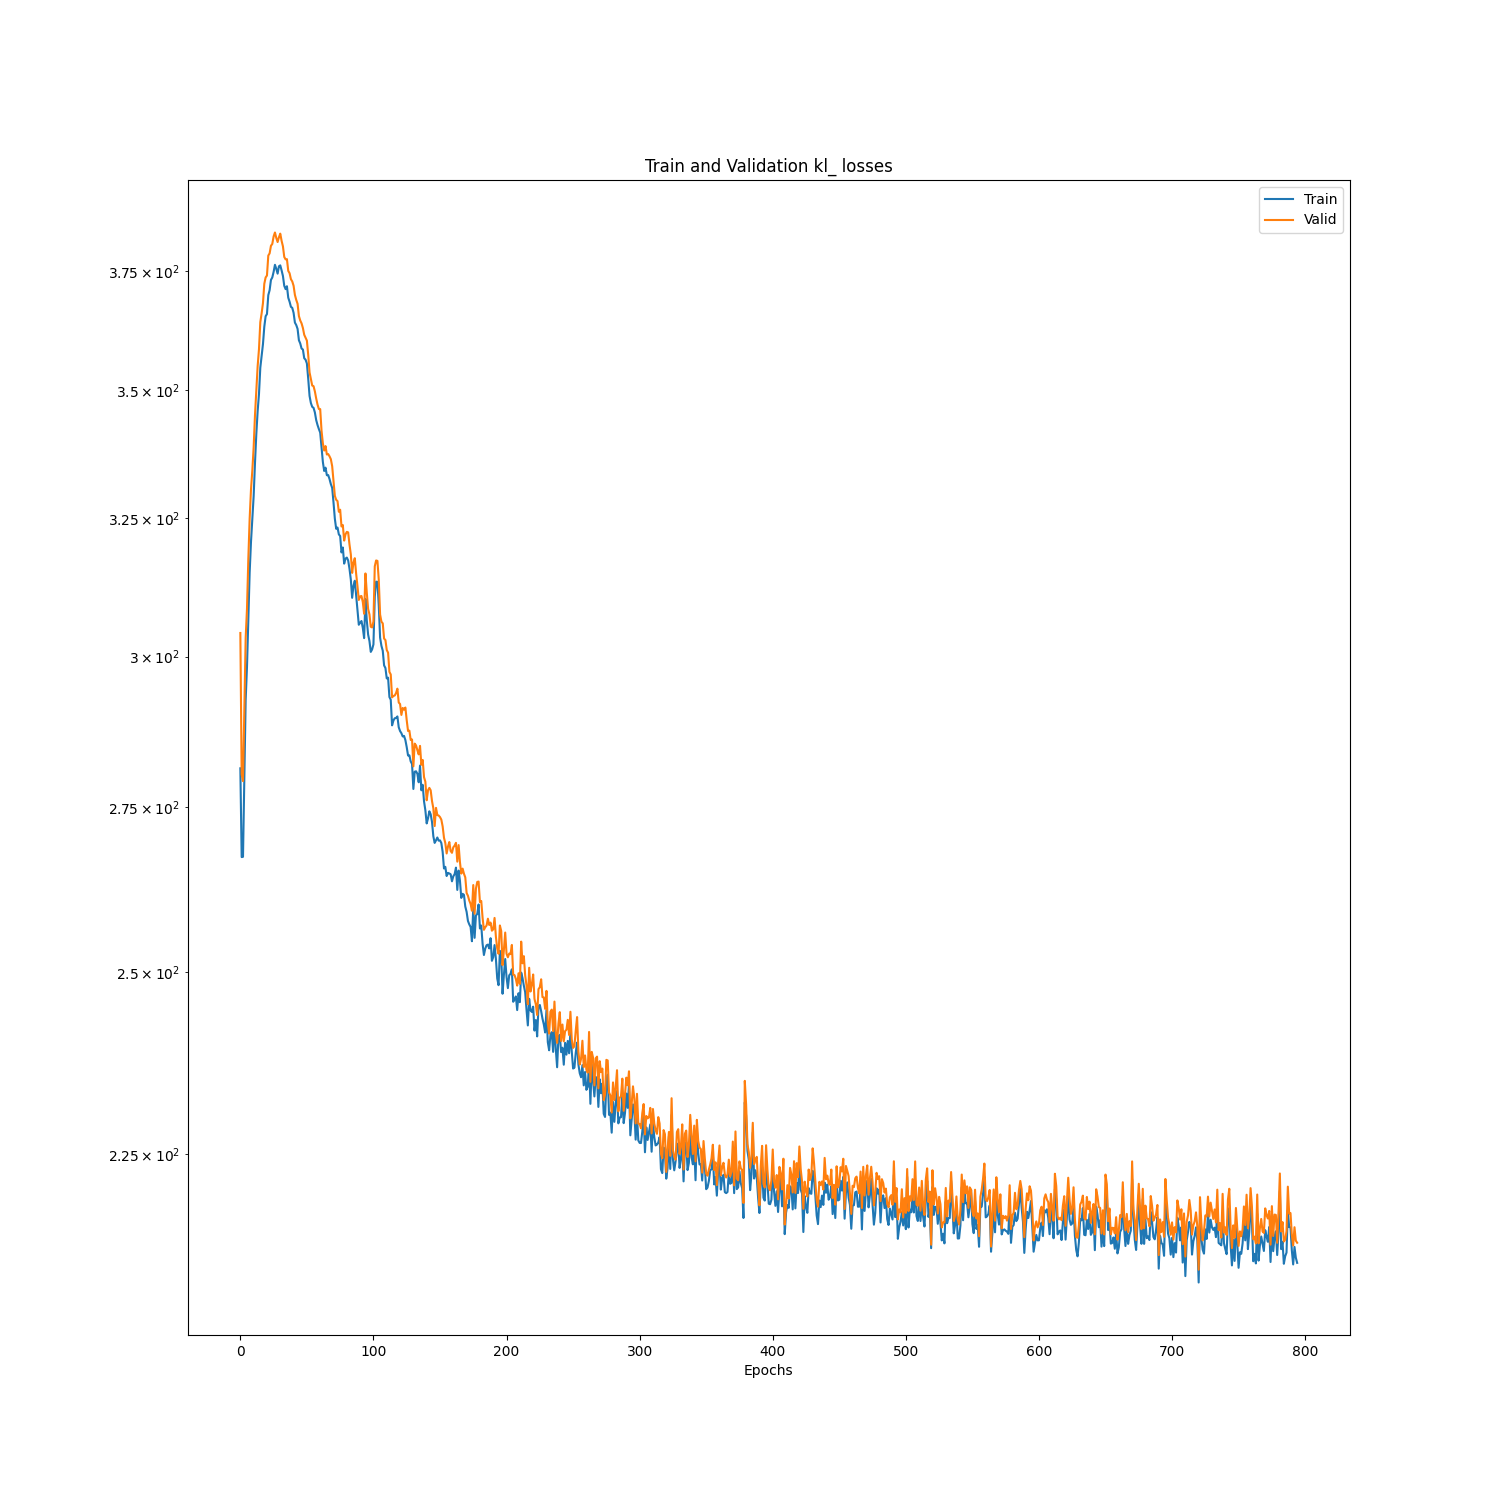 Train and Validation kl_ losses
Train
Valid
3.75 × 10²
3.5 × 10²
3.25 × 10²
3 × 10²
2.75 × 10²
2.5 × 10²
2.25 × 10²
0 100 200 300 400 500 600 700 800
Epochs